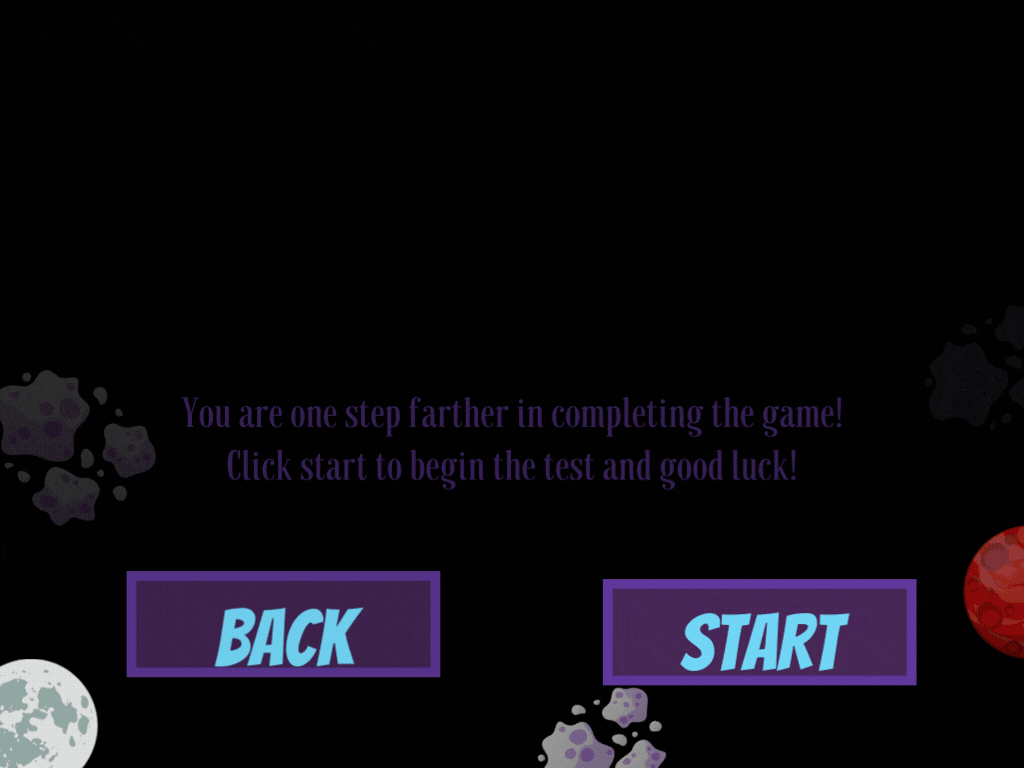 You are one step farther in completing the game!
Click start to begin the test and good luck!
BACK
START